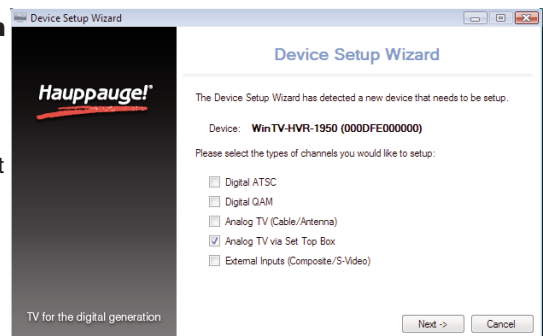 Device Setup Wizard
Device Setup Wizard
Hauppauge!®
The Device Setup Wizard has detected a new device that needs to be setup.
Device: WinTV-HVR-1950 (000DFE000000)
Please select the types of channels you would like to setup:
Digital ATSC
Digital QAM
Analog TV (Cable/Antenna)
Analog TV via Set Top Box
External Inputs (Composite/S-Video)
TV for the digital generation
Next ->
Cancel